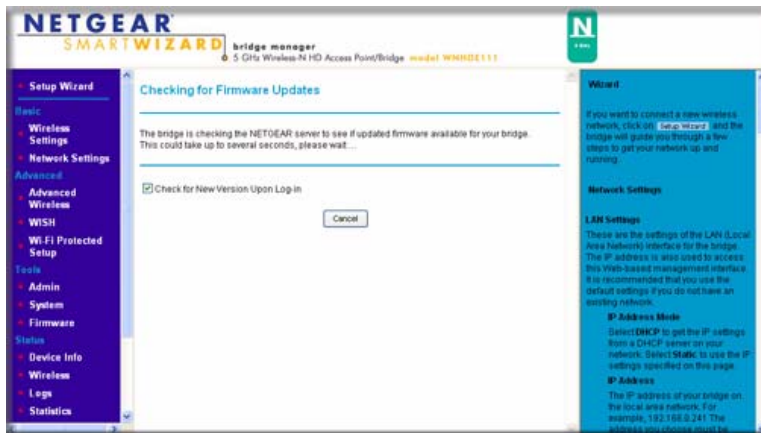 NETGEAR
SMARTWIZARD
bridge manager
5 GHz Wireless-N HD Access Point/Bridge model WNHDE111
N
Setup Wizard
Basic
Wireless
Settings
Network Settings
Advanced
Advanced
Wireless
WISH
Wi-Fi Protected
Setup
Tools
Admin
System
Firmware
Status
Device Info
Wireless
Logs
Statistics
Checking for Firmware Updates
The bridge is checking the NETGEAR server to see if updated firmware available for your bridge.
This could take up to several seconds, please wait....
Check for New Version Upon Log-in
Cancel
Wizard
If you want to connect a new wireless
network, click on Setup Wizard and the
bridge will guide you through a few
steps to get your network up and
running.
Network Settings
LAN Settings
These are the settings of the LAN (Local
Area Network) interface for the bridge.
The IP address is also used to access
this Web-based management interface.
It is recommended that you use the
default settings if you do not have an
existing network.
IP Address Mode
Select DHCP to get the IP settings
from a DHCP server on your
network. Select Static to use the IP
settings specified on this page.
IP Address
The IP address of your bridge on
the local area network. For
example, 192.168.0.241 The
address you choose must be